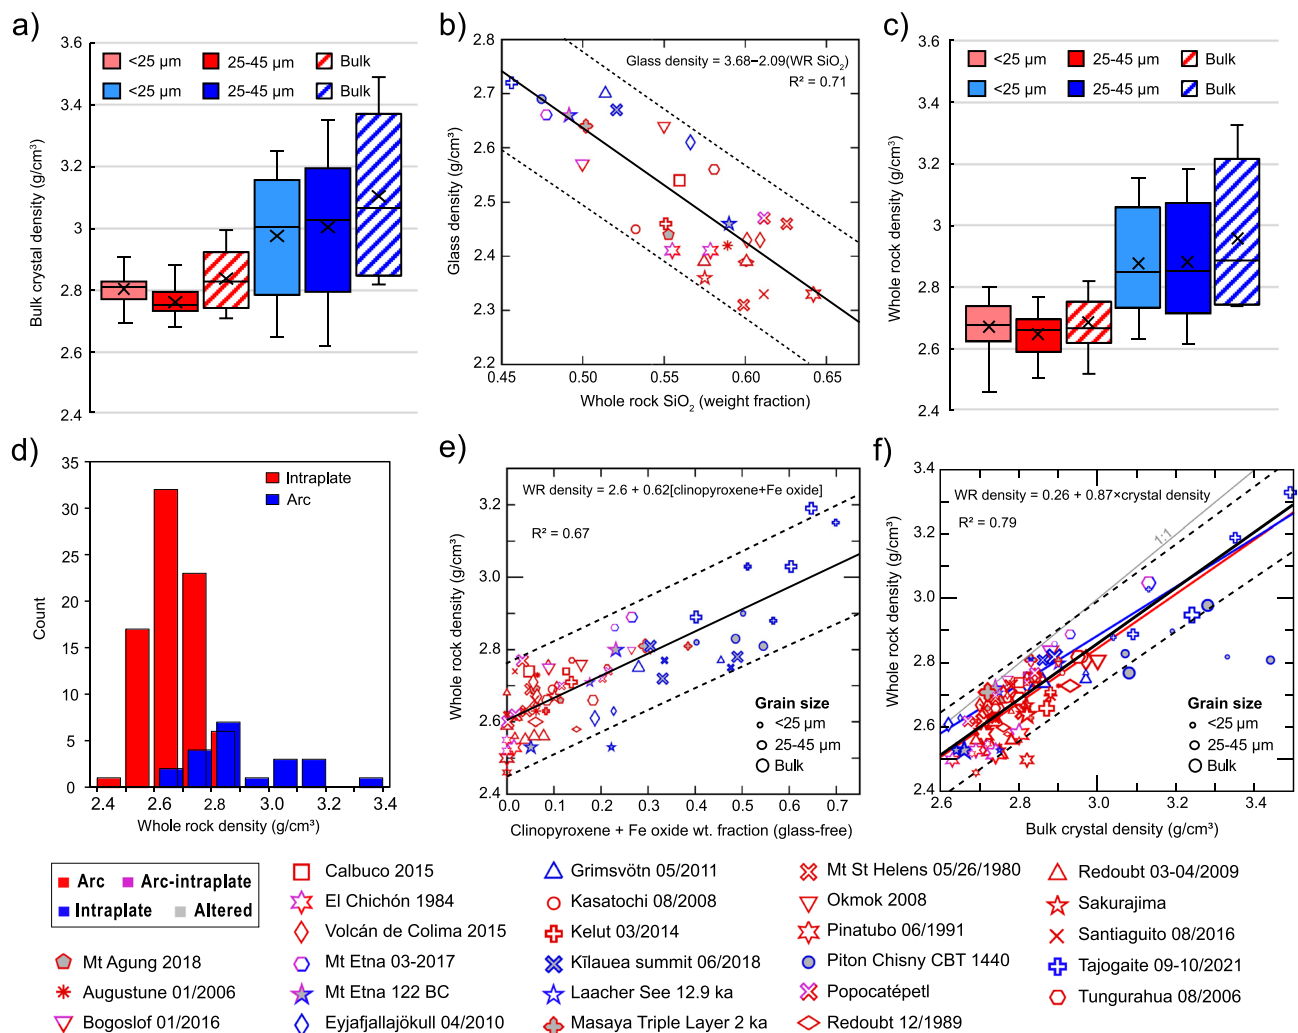 a)
3.6
3.4
3.2
3
2.8
2.6
2.4
Bulk crystal density (g/cm³)
<25 µm
25-45 µm
Bulk
<25 µm
25-45 µm
Bulk
b)
2.8
2.7
2.6
2.5
2.4
2.3
2.2
Glass density (g/cm³)
Glass density = 3.68−2.09(WR SiO₂)
R² = 0.71
0.45 0.50 0.55 0.60 0.65
Whole rock SiO₂ (weight fraction)
c)
3.6
3.4
3.2
3
2.8
2.6
2.4
Whole rock density (g/cm³)
<25 µm
25-45 µm
Bulk
<25 µm
25-45 µm
Bulk
d)
35
30
25
20
15
10
5
0
Count
Intraplate
Arc
2.4 2.6 2.8 3.0 3.2 3.4
Whole rock density (g/cm³)
e)
3.2
3.0
2.8
2.6
2.4
Whole rock density (g/cm³)
WR density = 2.6 + 0.62[clinopyroxene+Fe oxide]
R² = 0.67
Grain size
<25 µm
25-45 µm
Bulk
0.0 0.1 0.2 0.3 0.4 0.5 0.6 0.7
Clinopyroxene + Fe oxide wt. fraction (glass-free)
f)
3.4
3.2
3.0
2.8
2.6
2.4
Whole rock density (g/cm³)
WR density = 0.26 + 0.87×crystal density
R² = 0.79
1:1
Grain size
<25 µm
25-45 µm
Bulk
2.6 2.8 3.0 3.2 3.4
Bulk crystal density (g/cm³)
Arc
Arc-intraplate
Intraplate
Altered
Mt Agung 2018
Augustune 01/2006
Bogoslof 01/2016
Calbuco 2015
El Chichón 1984
Volcán de Colima 2015
Mt Etna 03-2017
Mt Etna 122 BC
Eyjafjallajökull 04/2010
Grimsvötn 05/2011
Kasatochi 08/2008
Kelut 03/2014
Kīlauea summit 06/2018
Laacher See 12.9 ka
Masaya Triple Layer 2 ka
Mt St Helens 05/26/1980
Okmok 2008
Pinatubo 06/1991
Piton Chisny CBT 1440
Popocatépetl
Redoubt 12/1989
Redoubt 03-04/2009
Sakurajima
Santiaguito 08/2016
Tajogaite 09-10/2021
Tungurahua 08/2006